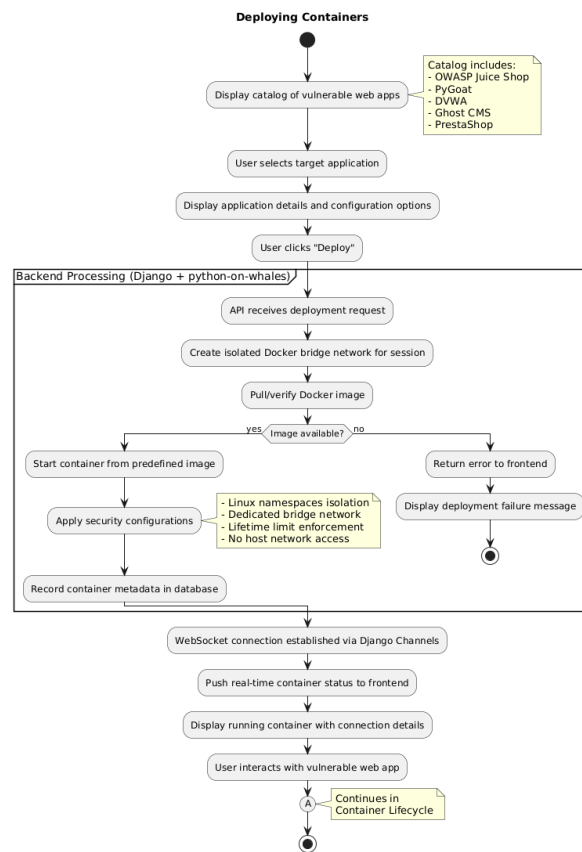 Deploying Containers
Display catalog of vulnerable web apps
Catalog includes:
- OWASP Juice Shop
- PyGoat
- DVWA
- Ghost CMS
- PrestaShop
User selects target application
Display application details and configuration options
User clicks "Deploy"
Backend Processing (Django + python-on-whales)
API receives deployment request
Create isolated Docker bridge network for session
Pull/verify Docker image
yes
Image available?
no
Start container from predefined image
Return error to frontend
Apply security configurations
- Linux namespaces isolation
- Dedicated bridge network
- Lifetime limit enforcement
- No host network access
Display deployment failure message
Record container metadata in database
WebSocket connection established via Django Channels
Push real-time container status to frontend
Display running container with connection details
User interacts with vulnerable web app
A
Continues in
Container Lifecycle